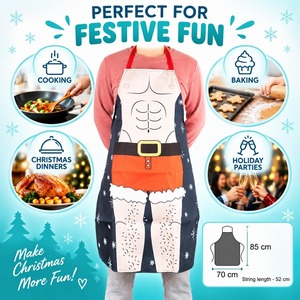 PERFECT FOR
FESTIVE FUN
COOKING
BAKING
CHRISTMAS
DINNERS
HOLIDAY
PARTIES
Make
Christmas
More Fun!
85 cm
70 cm
String length - 52 cm